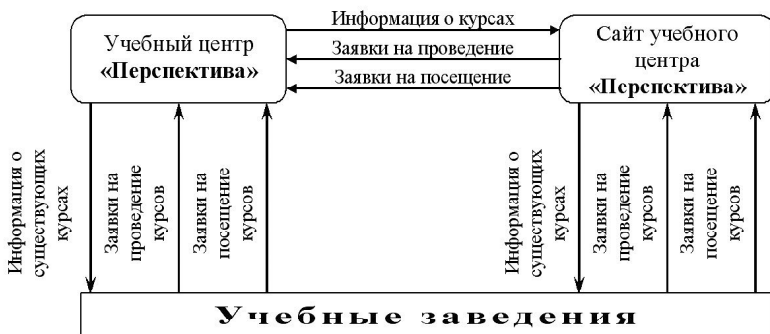 Информация о курсах
Учебный центр
«Перспектива»
Заявки на проведение
Заявки на посещение
Сайт учебного
центра
«Перспектива»
Информация о
существующих
курсах
Заявки на
проведение
курсов
Заявки на
посещение
курсов
Информация о
существующих
курсах
Заявки на
проведение
курсов
Заявки на
посещение
курсов
Учебные заведения